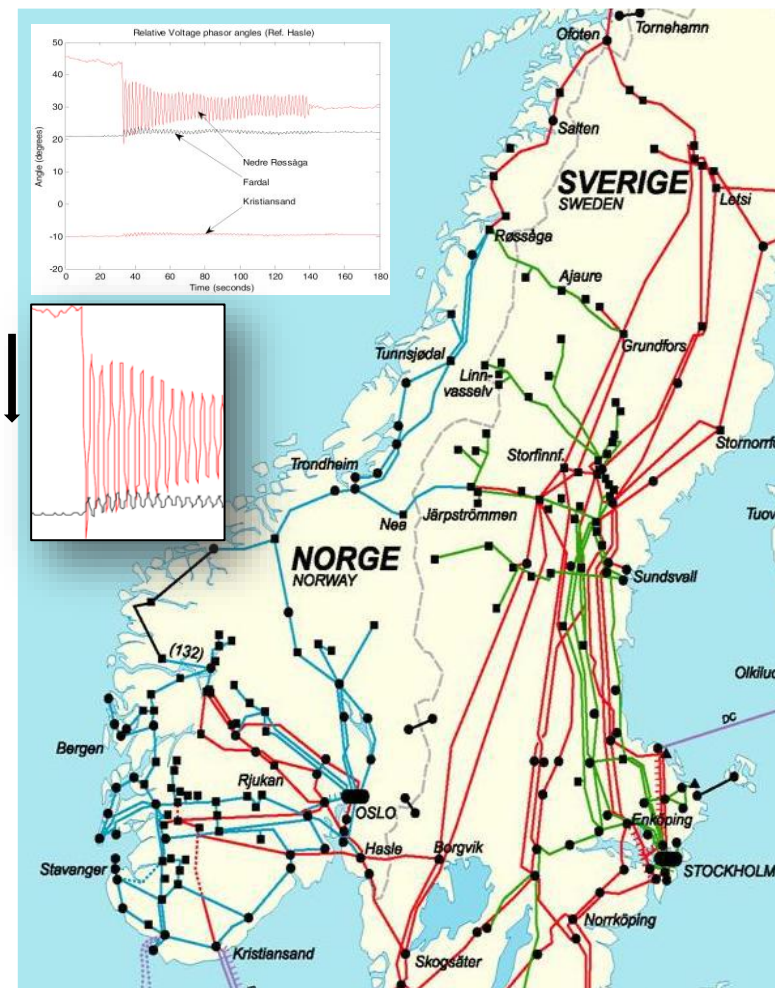 Relative Voltage phasor angles (Ref. Hasle)
50
40
30
20
10
0
-10
-20
Angle (degrees)
Nedre Røssåga
Fardal
Kristiansand
0
20
40
60
80
100
120
140
160
180
Time (seconds)
Ofoten
Tornehamn
Salten
SVERIGE
SWEDEN
Letsi
Røssåga
Ajaure
Grundfors
Tunnsjødal
Linn-
vasselv
Stornorrfo
Storfinnf.
Trondheim
Nea
Järpströmmen
Tuov
NORGE
NORWAY
Sundsvall
(132)
Olkiluo
DC
Bergen
Rjukan
OSLO
Enköping
Hasle
Borgvik
Stavanger
STOCKHOLM
Norrköping
Kristiansand
Skogsäter